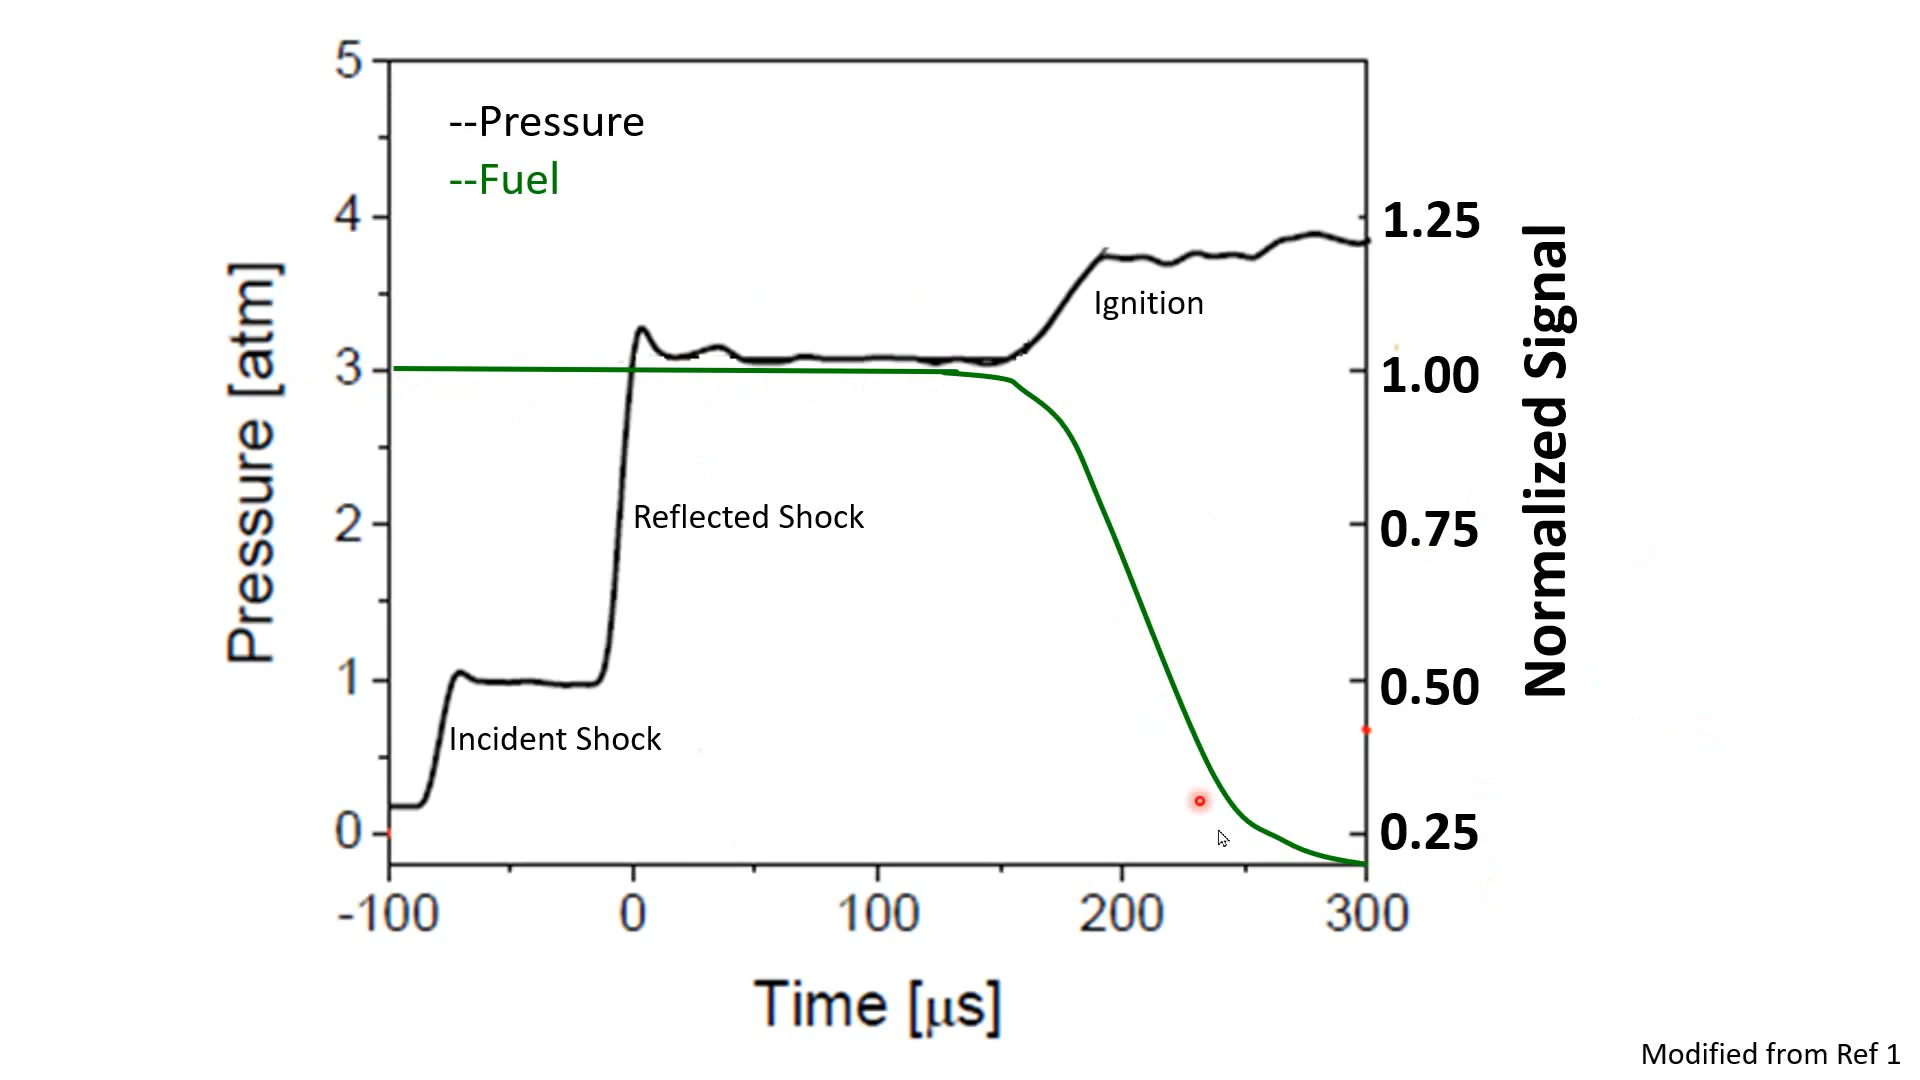 5
--Pressure
--Fuel
4
1.25
Ignition
3
1.00
Pressure [atm]
Normalized Signal
2
Reflected Shock
0.75
1
0.50
Incident Shock
0
0.25
-100
0
100
200
300
Time [μs]
Modified from Ref 1